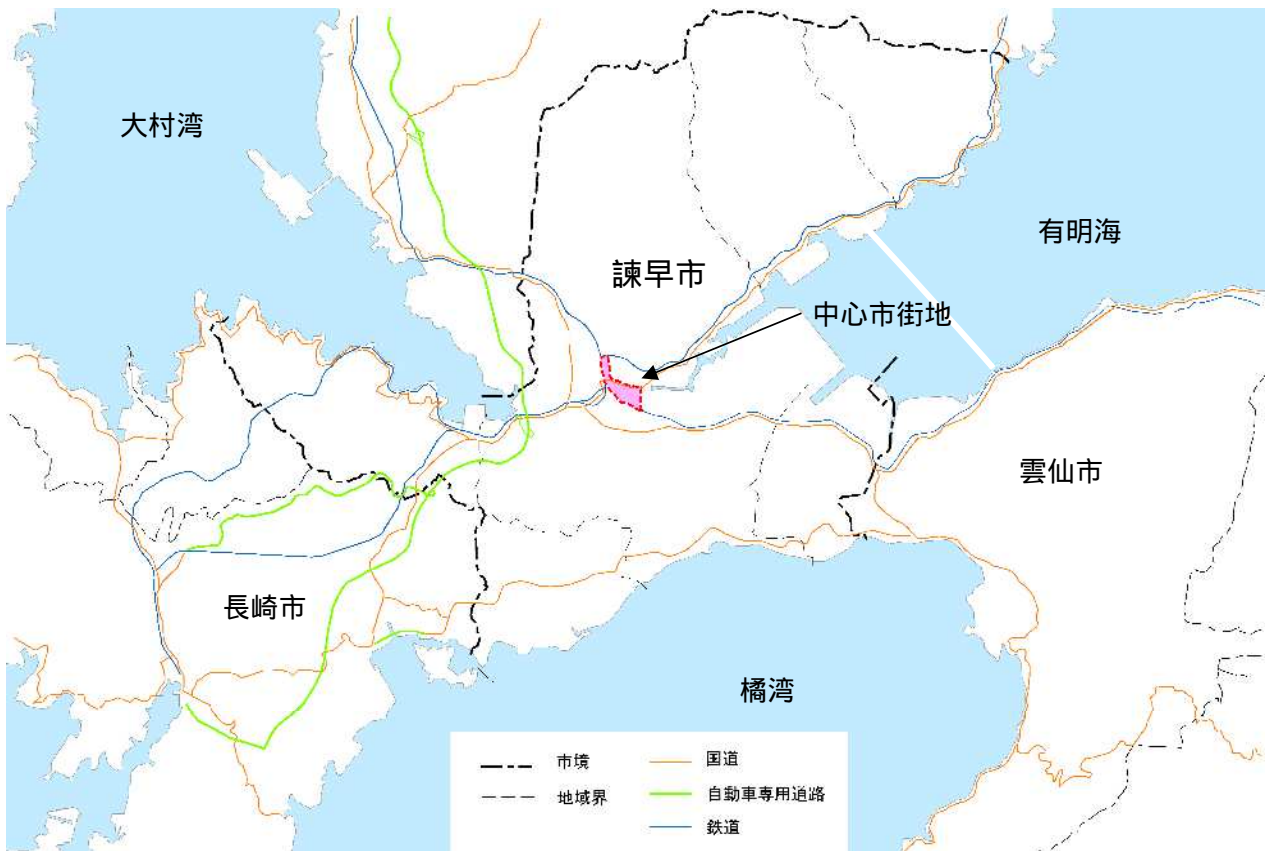 大村湾
有明海
諫早市
中心市街地
雲仙市
長崎市
橘湾
市境
国道
地域界
自動車専用道路
鉄道